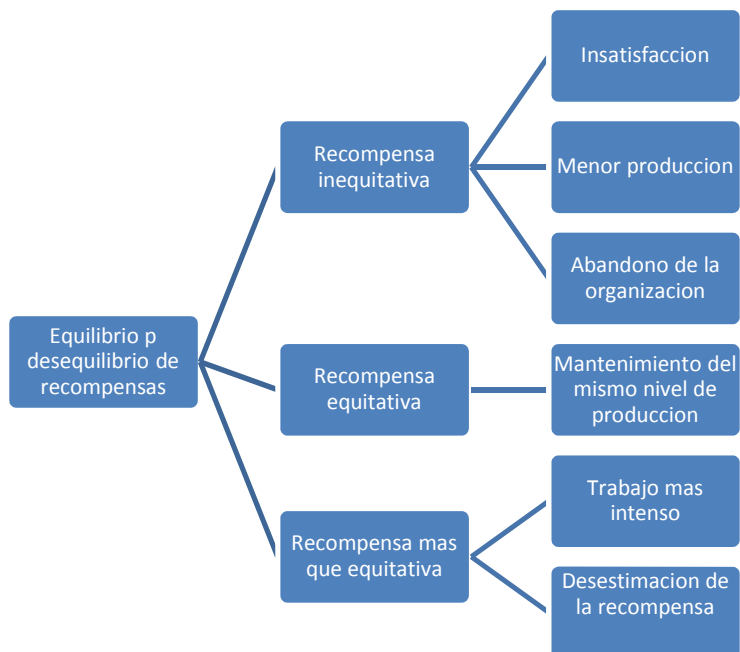 Equilibrio p
desequilibrio de
recompensas
Recompensa
inequitativa
Insatisfaccion
Menor produccion
Abandono de la
organizacion
Recompensa
equitativa
Mantenimiento del
mismo nivel de
produccion
Recompensa mas
que equitativa
Trabajo mas
intenso
Desestimacion de
la recompensa